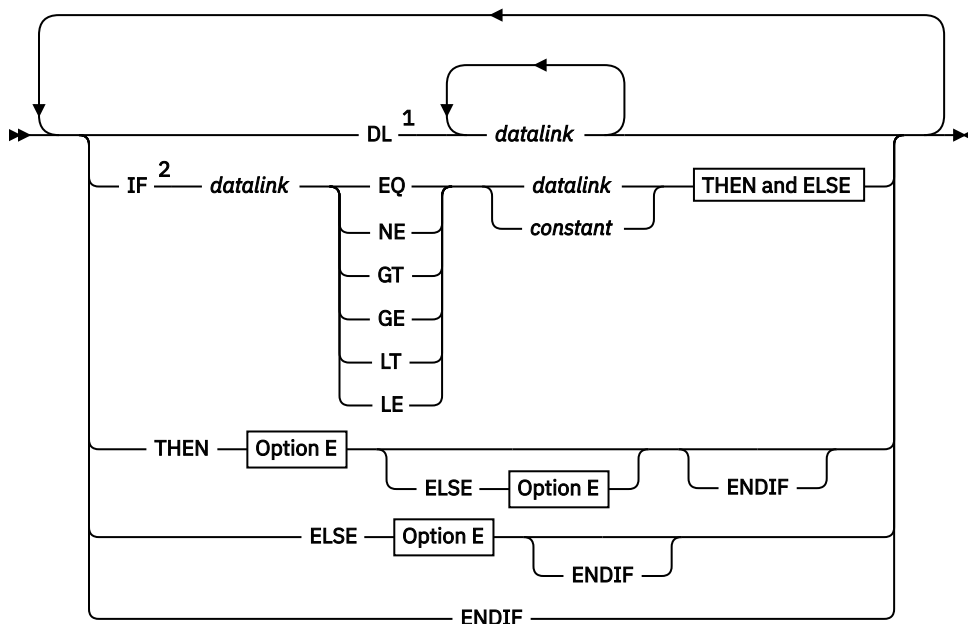 DL 1 datalink
IF 2 datalink EQ datalink THEN and ELSE
NE constant
GT
GE
LT
LE
THEN Option E
ELSE Option E ENDIF
ELSE Option E
ENDIF
ENDIF